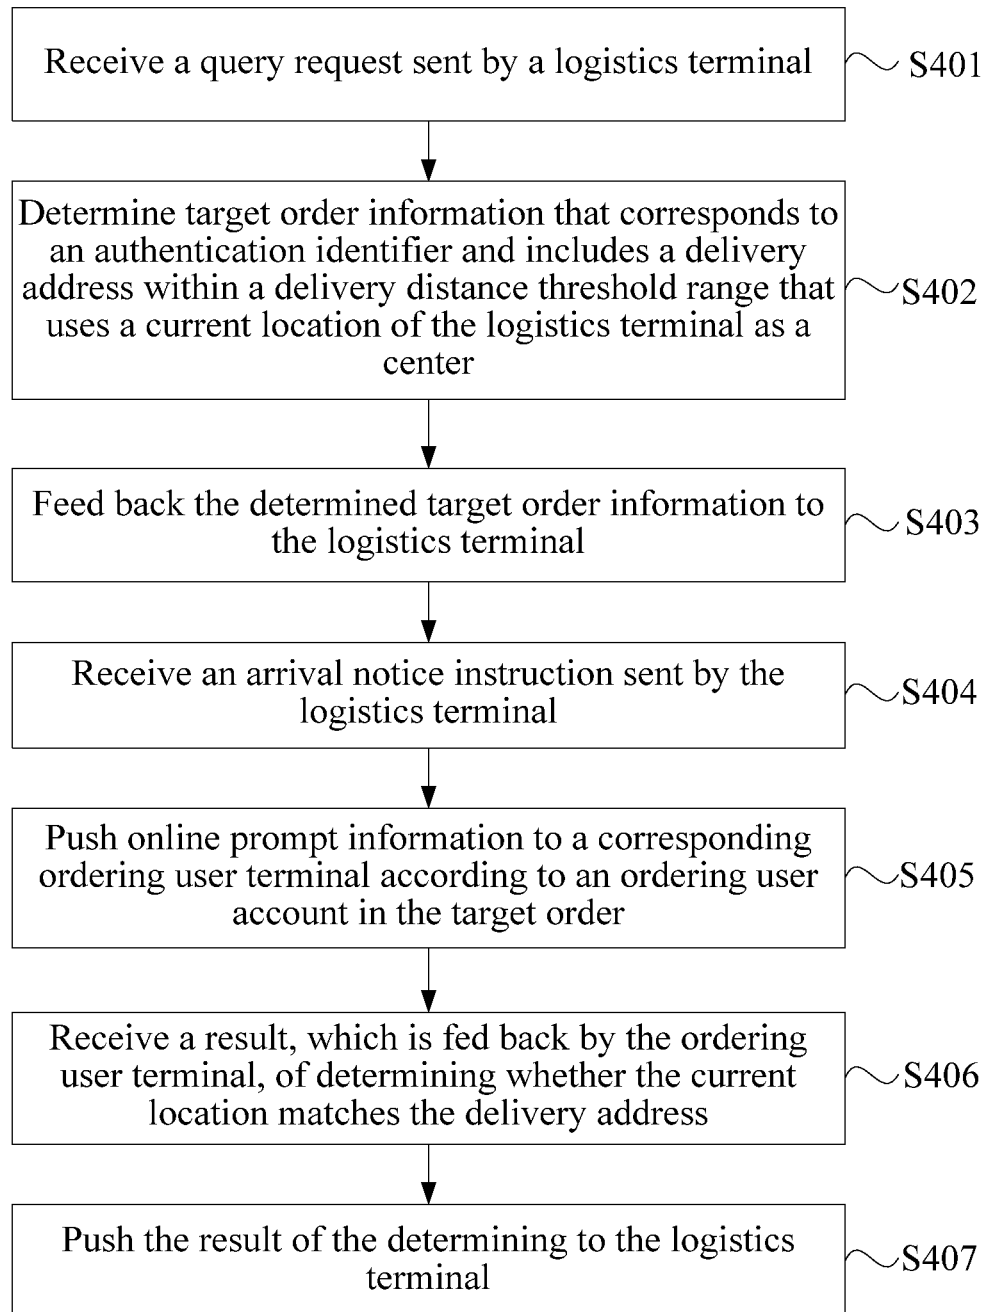 Receive a query request sent by a logistics terminal
S401
Determine target order information that corresponds to
an authentication identifier and includes a delivery
address within a delivery distance threshold range that
uses a current location of the logistics terminal as a
center
S402
Feed back the determined target order information to
the logistics terminal
S403
Receive an arrival notice instruction sent by the
logistics terminal
S404
Push online prompt information to a corresponding
ordering user terminal according to an ordering user
account in the target order
S405
Receive a result, which is fed back by the ordering
user terminal, of determining whether the current
location matches the delivery address
S406
Push the result of the determining to the logistics
terminal
S407